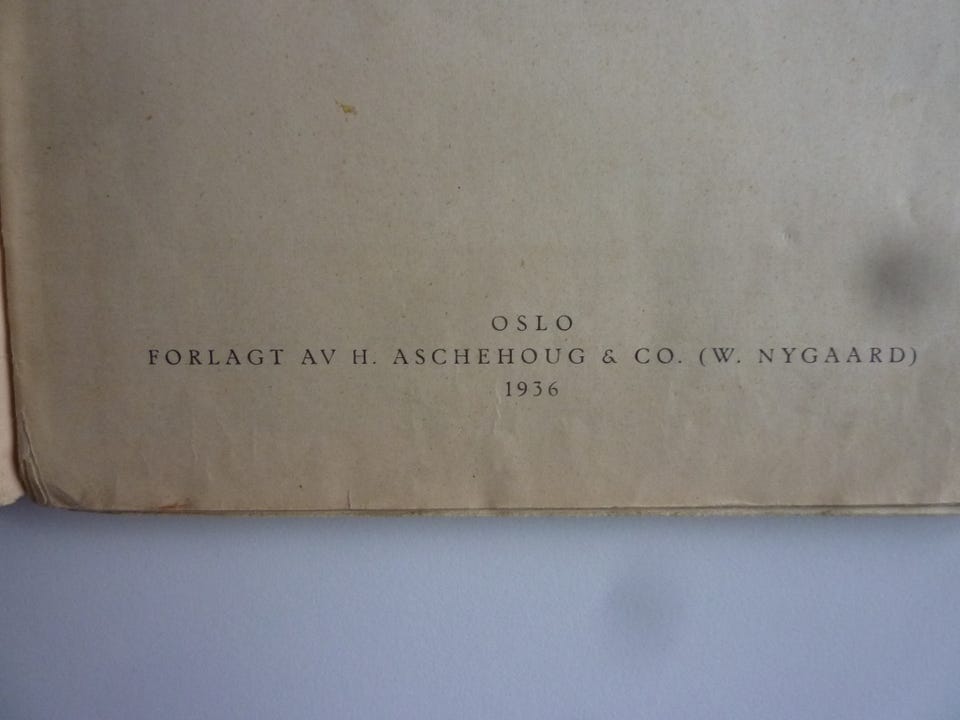 OSLO
FORLAGT AV H. ASCHEHOUG & CO. (W. NYGAARD)
1936